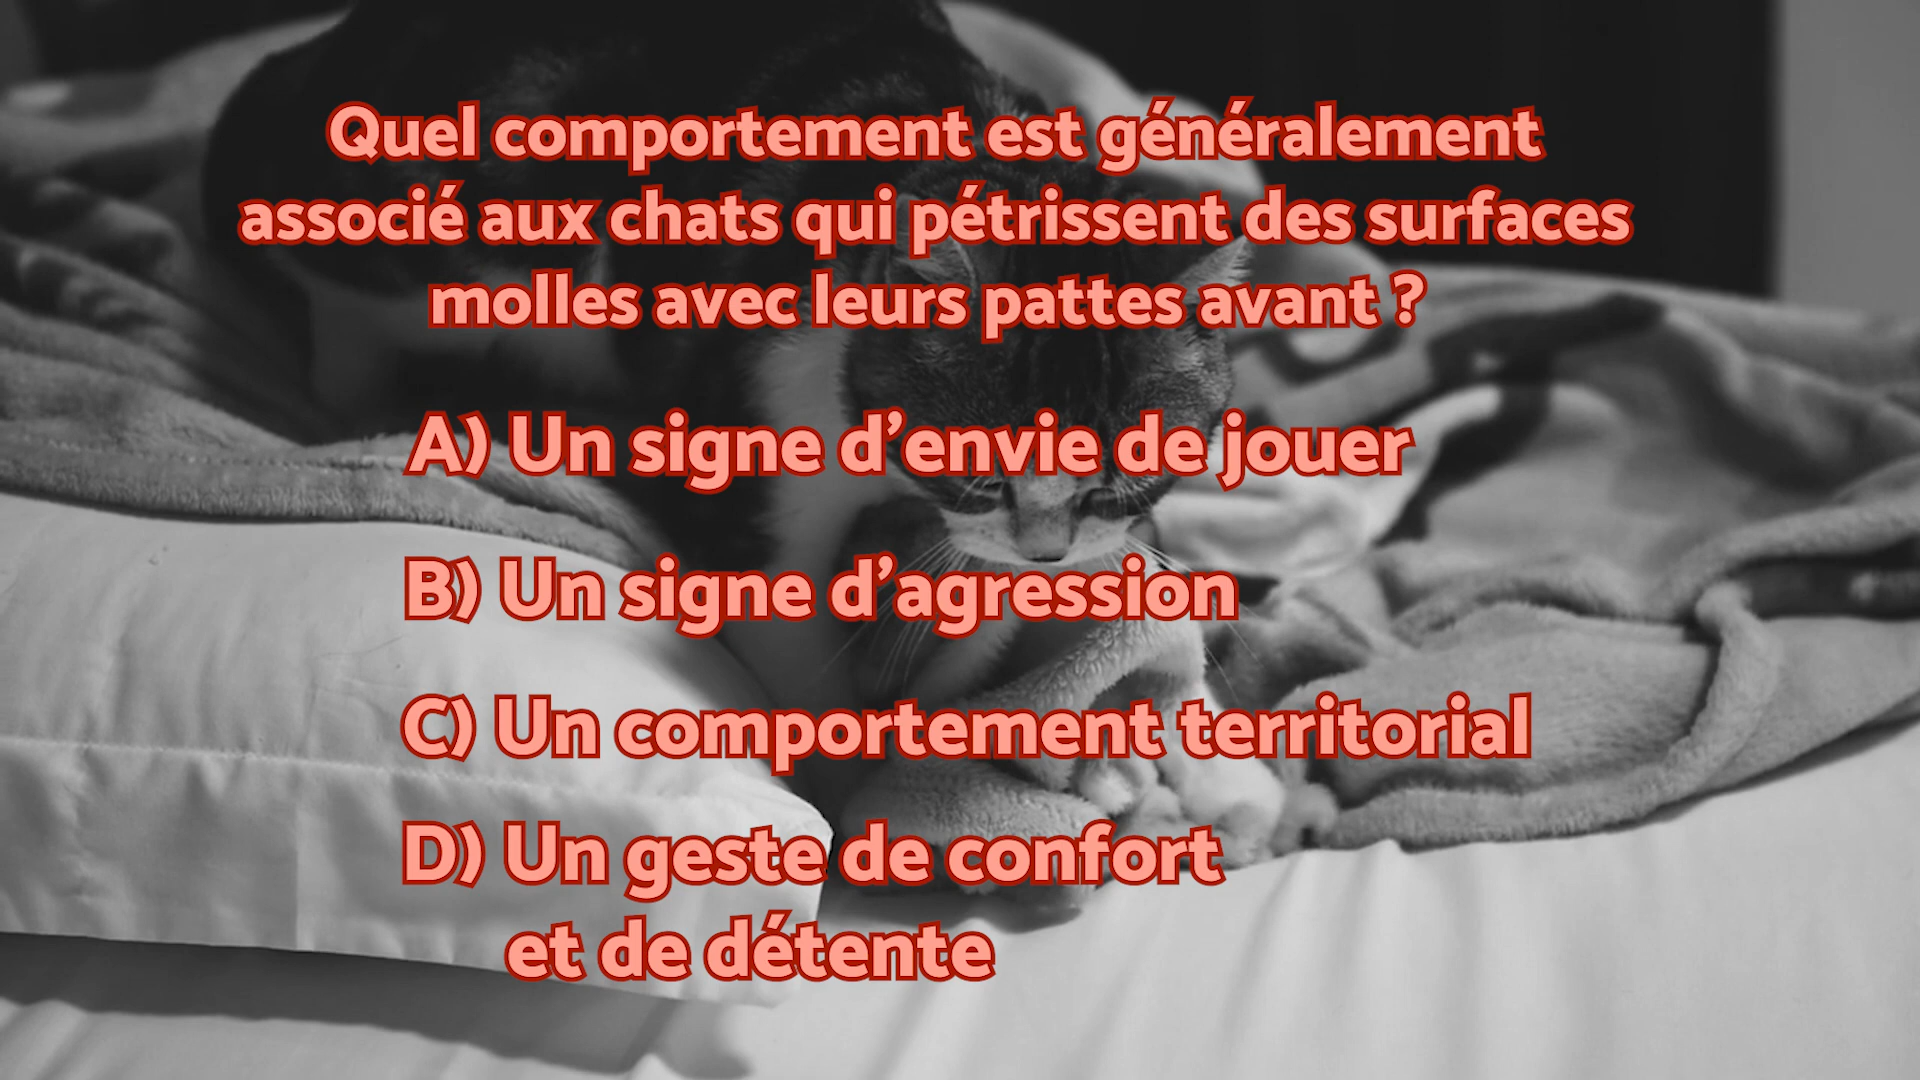 Quel comportement est généralement
associé aux chats qui pétrissent des surfaces
molles avec leurs pattes avant ?
A) Un signe d’envie de jouer
B) Un signe d’agression
C) Un comportement territorial
D) Un geste de confort
et de détente